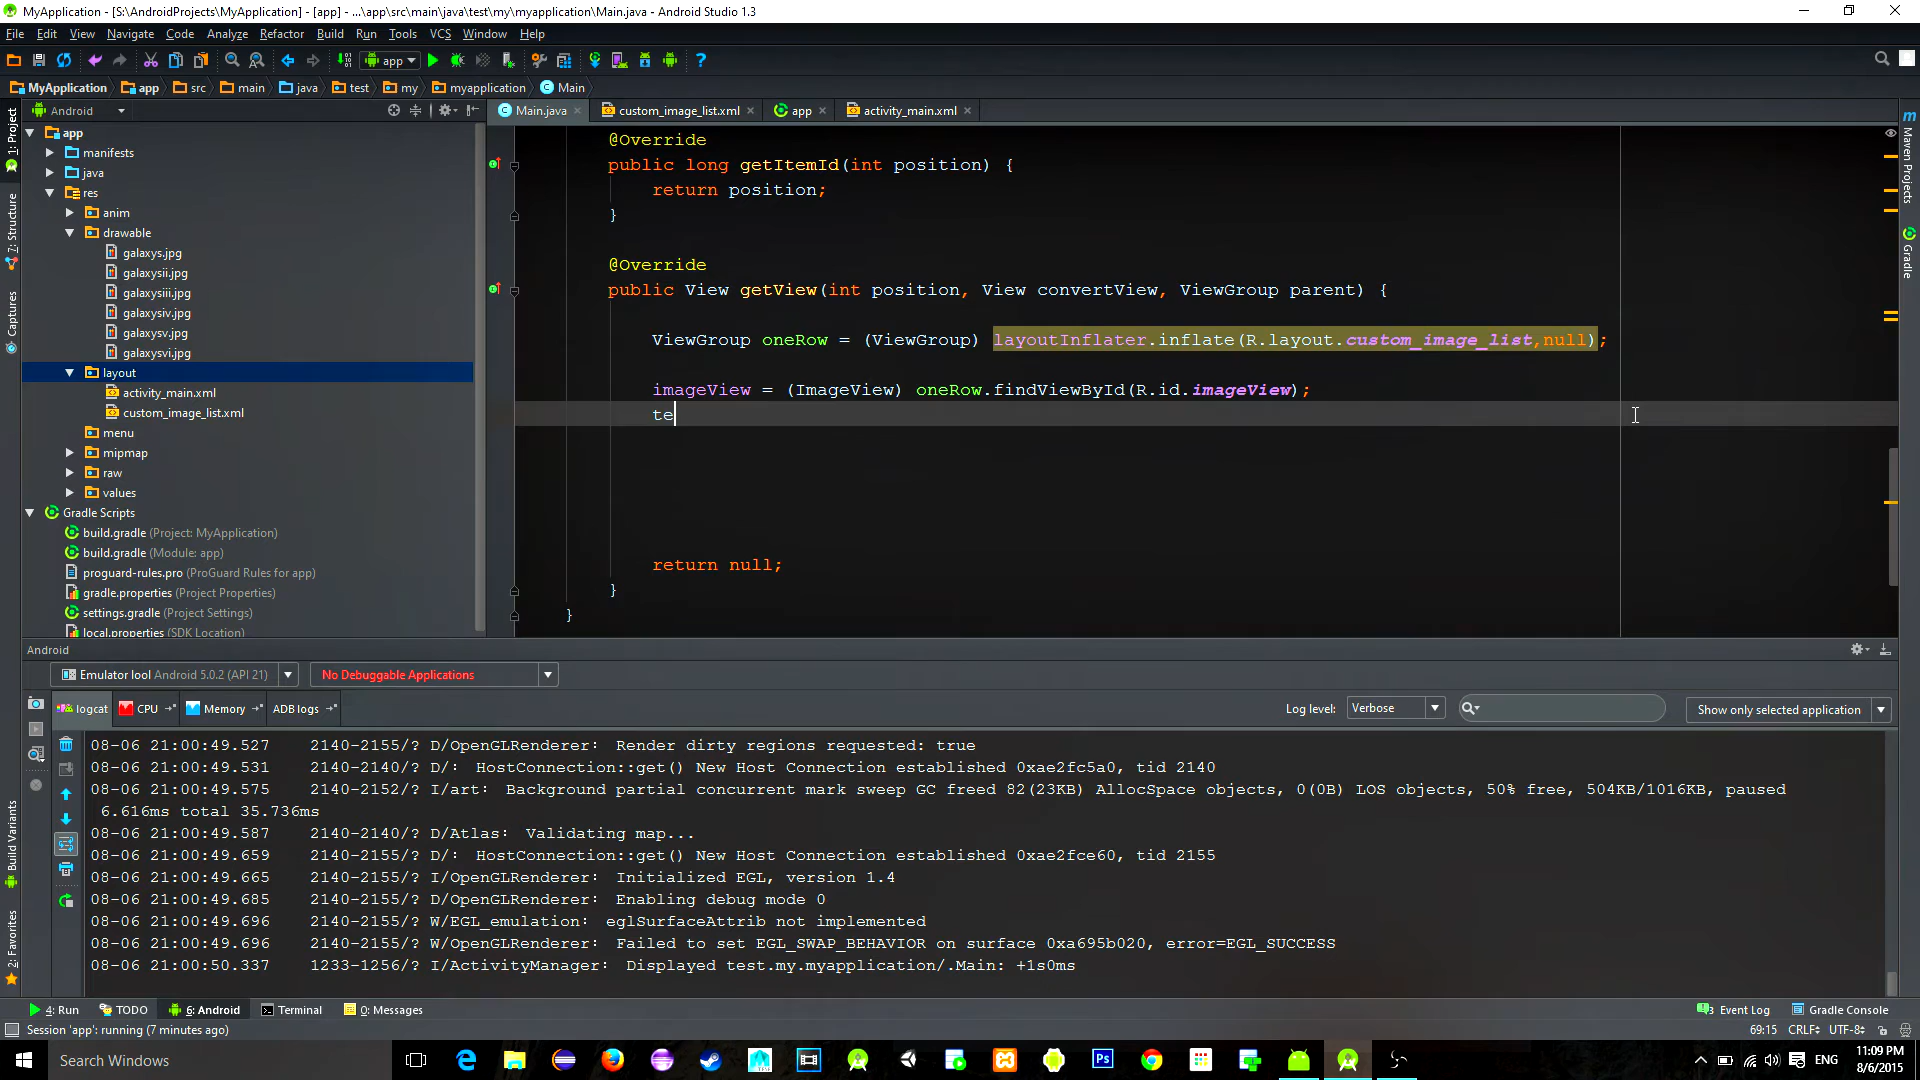 MyApplication - [S:\AndroidProjects\MyApplication] - [app] - ...\app\src\main\java\test\my\myapplication\Main.java - Android Studio 1.3
File Edit View Navigate Code Analyze Refactor Build Run Tools VCS Window Help
app
MyApplication app src main java test my myapplication Main
1: Project
7: Structure
Captures
Build Variants
2: Favorites
Android
app
manifests
java
res
anim
drawable
galaxys.jpg
galaxysii.jpg
galaxysiii.jpg
galaxysiv.jpg
galaxysv.jpg
galaxysvi.jpg
layout
activity_main.xml
custom_image_list.xml
menu
mipmap
raw
values
Gradle Scripts
build.gradle (Project: MyApplication)
build.gradle (Module: app)
proguard-rules.pro (ProGuard Rules for app)
gradle.properties (Project Properties)
settings.gradle (Project Settings)
local.properties (SDK Location)
Main.java custom_image_list.xml app activity_main.xml
@Override
public long getItemId(int position) {
return position;
}
@Override
public View getView(int position, View convertView, ViewGroup parent) {
ViewGroup oneRow = (ViewGroup) layoutInflater.inflate(R.layout.custom_image_list,null);
imageView = (ImageView) oneRow.findViewById(R.id.imageView);
te
return null;
}
}
Maven Projects
Gradle
Android
Emulator lool Android 5.0.2 (API 21) No Debuggable Applications
logcat CPU Memory ADB logs Log level: Verbose Show only selected application
08-06 21:00:49.527 2140-2155/? D/OpenGLRenderer: Render dirty regions requested: true
08-06 21:00:49.531 2140-2140/? D/: HostConnection::get() New Host Connection established 0xae2fc5a0, tid 2140
08-06 21:00:49.575 2140-2152/? I/art: Background partial concurrent mark sweep GC freed 82(23KB) AllocSpace objects, 0(0B) LOS objects, 50% free, 504KB/1016KB, paused
6.616ms total 35.736ms
08-06 21:00:49.587 2140-2140/? D/Atlas: Validating map...
08-06 21:00:49.659 2140-2155/? D/: HostConnection::get() New Host Connection established 0xae2fce60, tid 2155
08-06 21:00:49.665 2140-2155/? I/OpenGLRenderer: Initialized EGL, version 1.4
08-06 21:00:49.685 2140-2155/? D/OpenGLRenderer: Enabling debug mode 0
08-06 21:00:49.696 2140-2155/? W/EGL_emulation: eglSurfaceAttrib not implemented
08-06 21:00:49.696 2140-2155/? W/OpenGLRenderer: Failed to set EGL_SWAP_BEHAVIOR on surface 0xa695b020, error=EGL_SUCCESS
08-06 21:00:50.337 1233-1256/? I/ActivityManager: Displayed test.my.myapplication/.Main: +1s0ms
4: Run TODO 6: Android Terminal 0: Messages 3 Event Log Gradle Console
Session 'app': running (7 minutes ago) 69:15 CRLF UTF-8
Search Windows
Ps
ENG
11:09 PM
8/6/2015